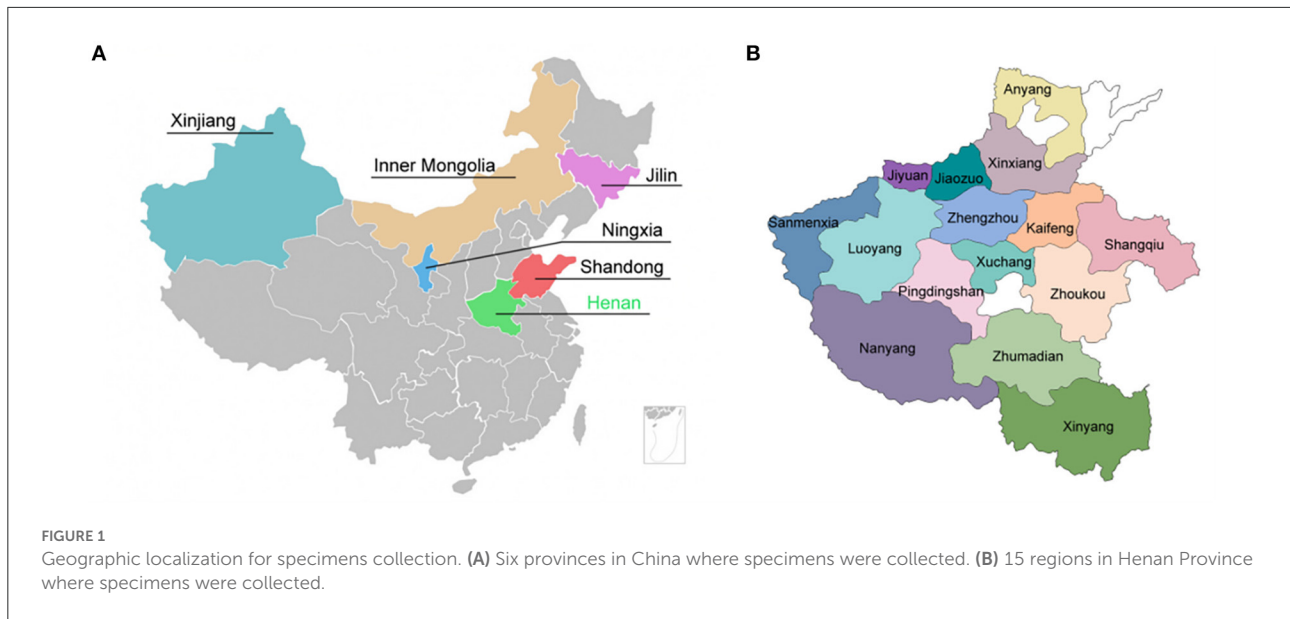 A
Xinjiang
Inner Mongolia
Jilin
Ningxia
Shandong
Henan
B
Anyang
Xinxiang
Jiyuan
Jiaozuo
Sanmenxia
Zhengzhou
Kaifeng
Luoyang
Shangqiu
Xuchang
Pingdingshan
Zhoukou
Nanyang
Zhumadian
Xinyang
FIGURE 1
Geographic localization for specimens collection. (A) Six provinces in China where specimens were collected. (B) 15 regions in Henan Province
where specimens were collected.